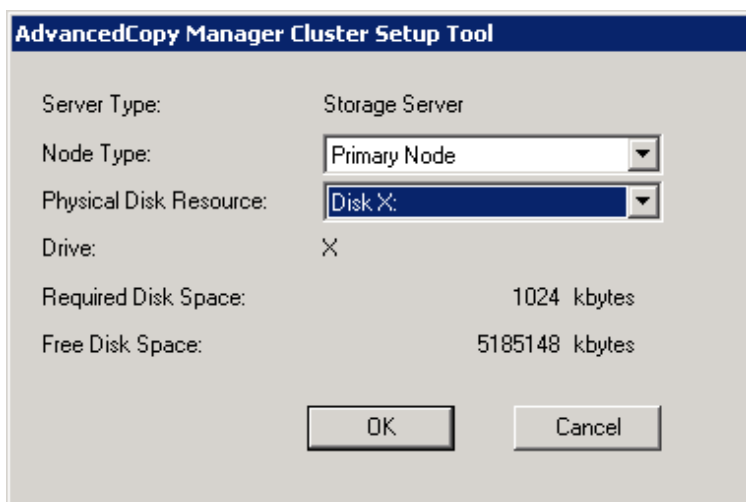 AdvancedCopy Manager Cluster Setup Tool
Server Type: Storage Server
Node Type: Primary Node
Physical Disk Resource: Disk X:
Drive: X
Required Disk Space: 1024 kbytes
Free Disk Space: 5185148 kbytes
OK Cancel